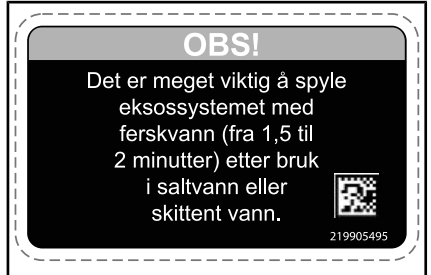 OBS!
Det er meget viktig å spyle
eksossystemet med
ferskvann (fra 1,5 til
2 minutter) etter bruk
i saltvann eller
skittent vann.
219905495